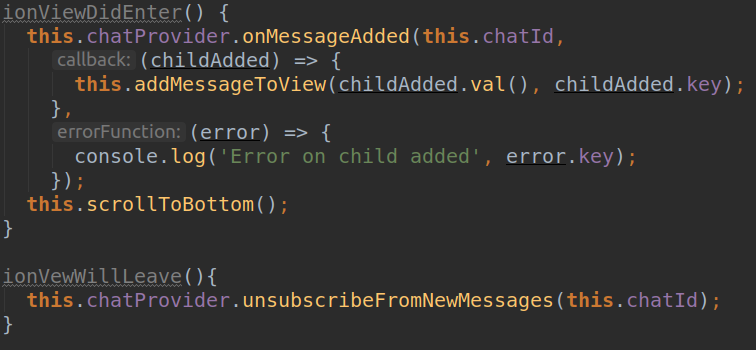 ionViewDidEnter() {
this.chatProvider.onMessageAdded(this.chatId,
callback: (childAdded) => {
this.addMessageToView(childAdded.val(), childAdded.key);
},
errorFunction: (error) => {
console.log('Error on child added', error.key);
});
this.scrollToBottom();
}
ionVewWillLeave(){
this.chatProvider.unsubscribeFromNewMessages(this.chatId);
}